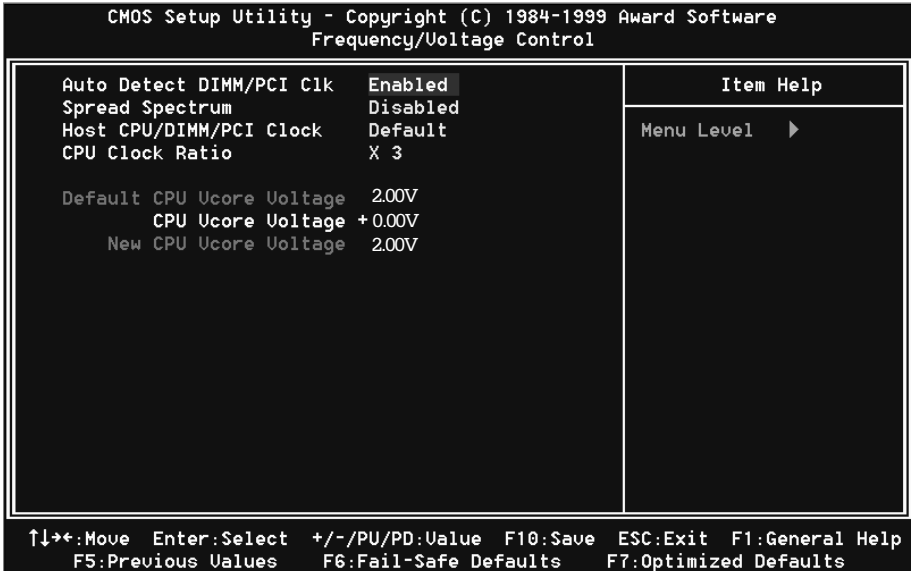 CMOS Setup Utility - Copyright (C) 1984-1999 Award Software
Frequency/Voltage Control
Auto Detect DIMM/PCI Clk Enabled
Spread Spectrum Disabled
Host CPU/DIMM/PCI Clock Default
CPU Clock Ratio X 3
Default CPU Vcore Voltage 2.00V
CPU Vcore Voltage + 0.00V
New CPU Vcore Voltage 2.00V
Item Help
Menu Level ▶
↑↓→←:Move Enter:Select +/-/PU/PD:Value F10:Save ESC:Exit F1:General Help
F5:Previous Values F6:Fail-Safe Defaults F7:Optimized Defaults